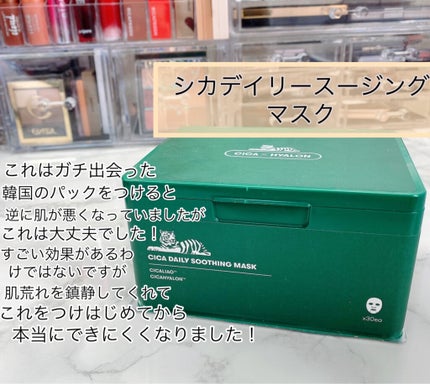 シカデイリースージング
マスク
CICA – HYALON
これはガチ出会った
韓国のパックをつけると
逆に肌が悪くなっていましたが
これは大丈夫でした！
すごい効果があるわ
けではないですが
肌荒れを鎮静してくれて
これをつけはじめてから
本当にできにくくなりました！
CICA DAILY SOOTHING MASK
CICALIAO™
CICAHYALON™
x30ea